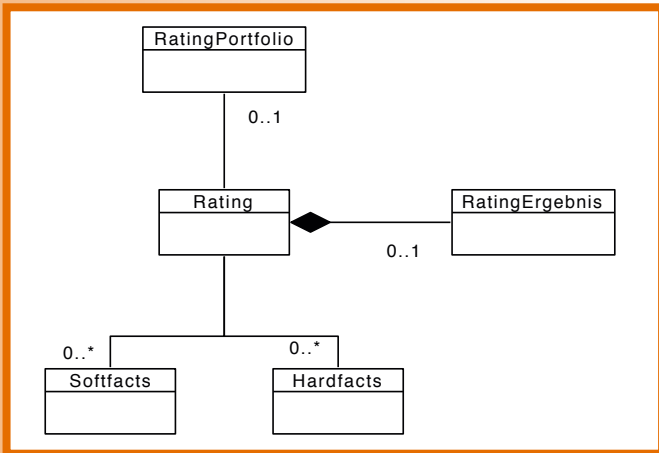 RatingPortfolio
0..1
Rating
RatingErgebnis
0..1
0..*
0..*
Softfacts
Hardfacts